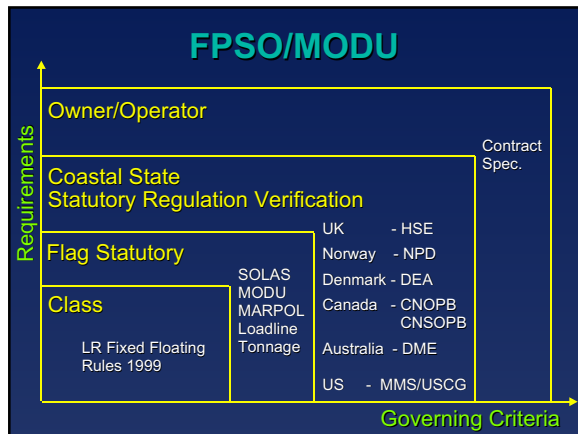 FPSO/MODU
Requirements
Owner/Operator
Contract
Spec.
Coastal State
Statutory Regulation Verification
UK - HSE
Norway - NPD
Denmark - DEA
Canada - CNOPB
CNSOPB
Australia - DME
US - MMS/USCG
Flag Statutory
SOLAS
MODU
MARPOL
Loadline
Tonnage
Class
LR Fixed Floating
Rules 1999
Governing Criteria